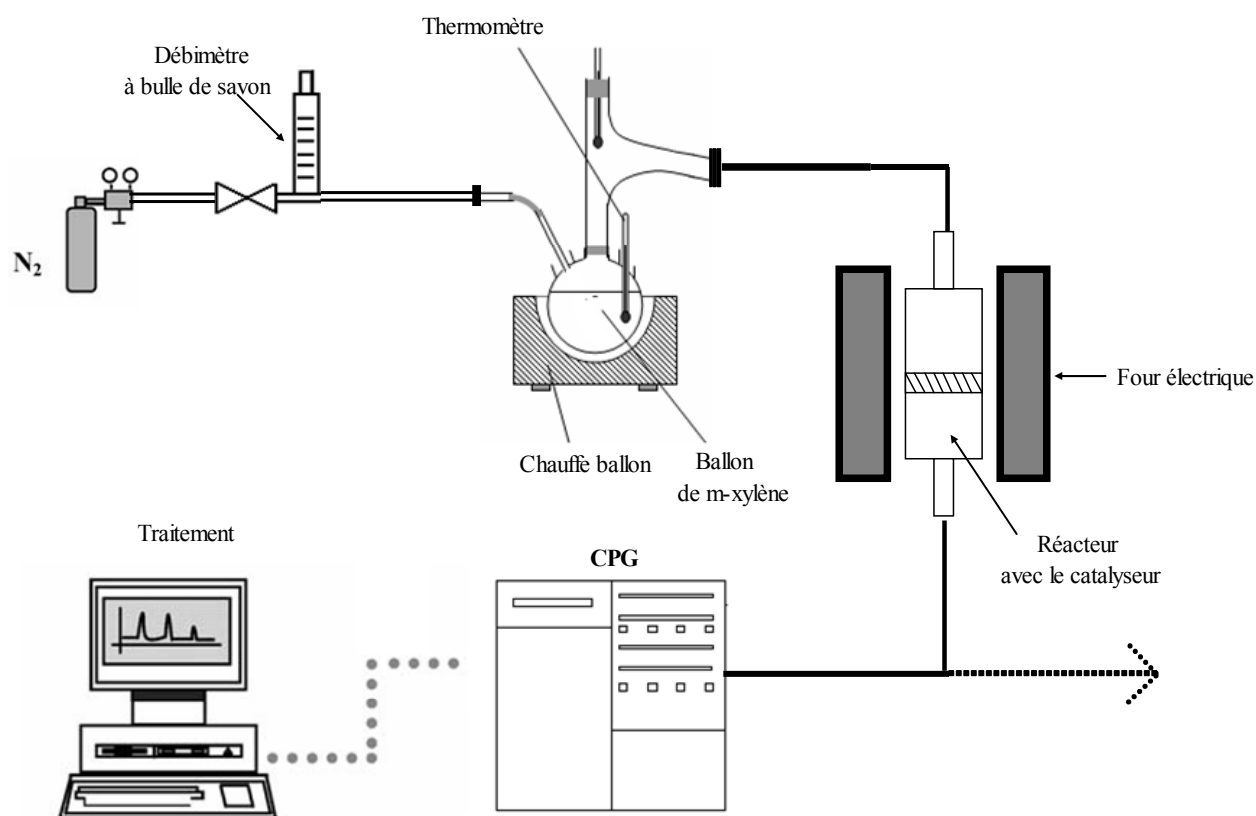 Thermomètre
Débimètre
à bulle de savon
N₂
Four électrique
Chauffe ballon
Ballon
de m-xylène
Réacteur
avec le catalyseur
Traitement
CPG